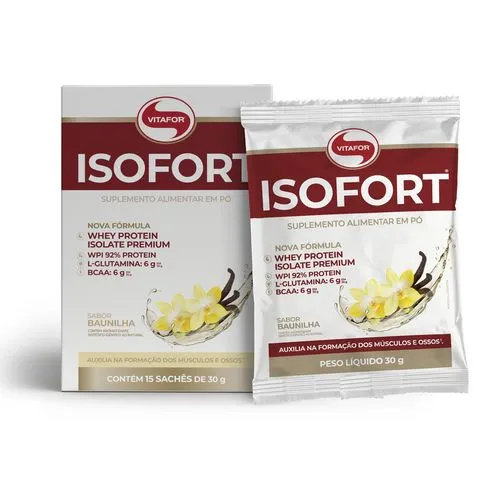 VITAFOR
ISOFORT
SUPLEMENTO ALIMENTAR EM PÓ
NOVA FÓRMULA
WHEY PROTEIN
ISOLATE PREMIUM
WPI 92% PROTEIN
L-GLUTAMINA: 6 g
BCAA: 6 g
SABOR
BAUNILHA
AUXILIA NA FORMAÇÃO DOS MÚSCULOS E OSSOS¹.
CONTÉM 15 SACHÊS DE 30 g
VITAFOR
ISOFORT®
SUPLEMENTO ALIMENTAR EM PÓ
NOVA FÓRMULA
WHEY PROTEIN
ISOLATE PREMIUM
WPI 92% PROTEIN
L-GLUTAMINA: 6 g
BCAA: 6 g
SABOR
BAUNILHA
AUXILIA NA FORMAÇÃO DOS MÚSCULOS E OSSOS¹.
PESO LÍQUIDO 30 g